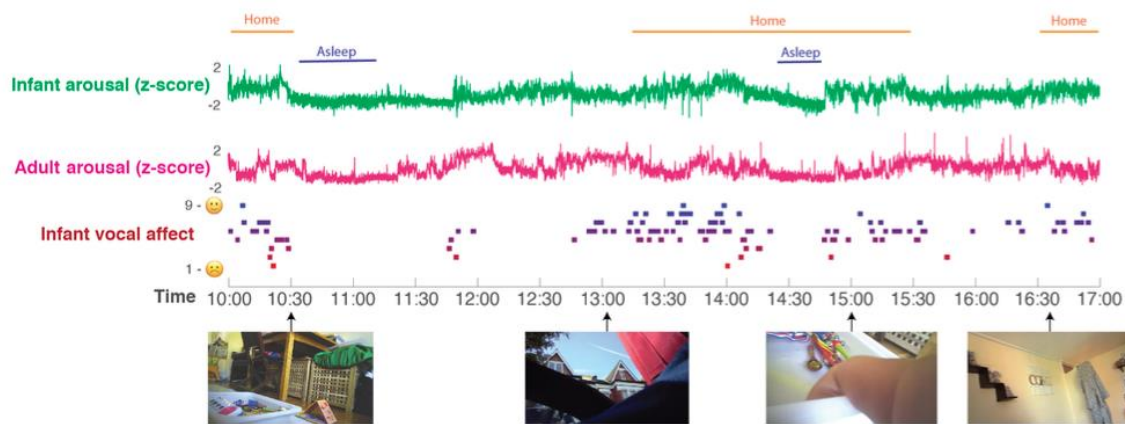 Home Home Home
Asleep Asleep
Infant arousal (z-score) 2
-2
Adult arousal (z-score) 2
-2
9 -
Infant vocal affect
1 -
Time 10:00 10:30 11:00 11:30 12:00 12:30 13:00 13:30 14:00 14:30 15:00 15:30 16:00 16:30 17:00